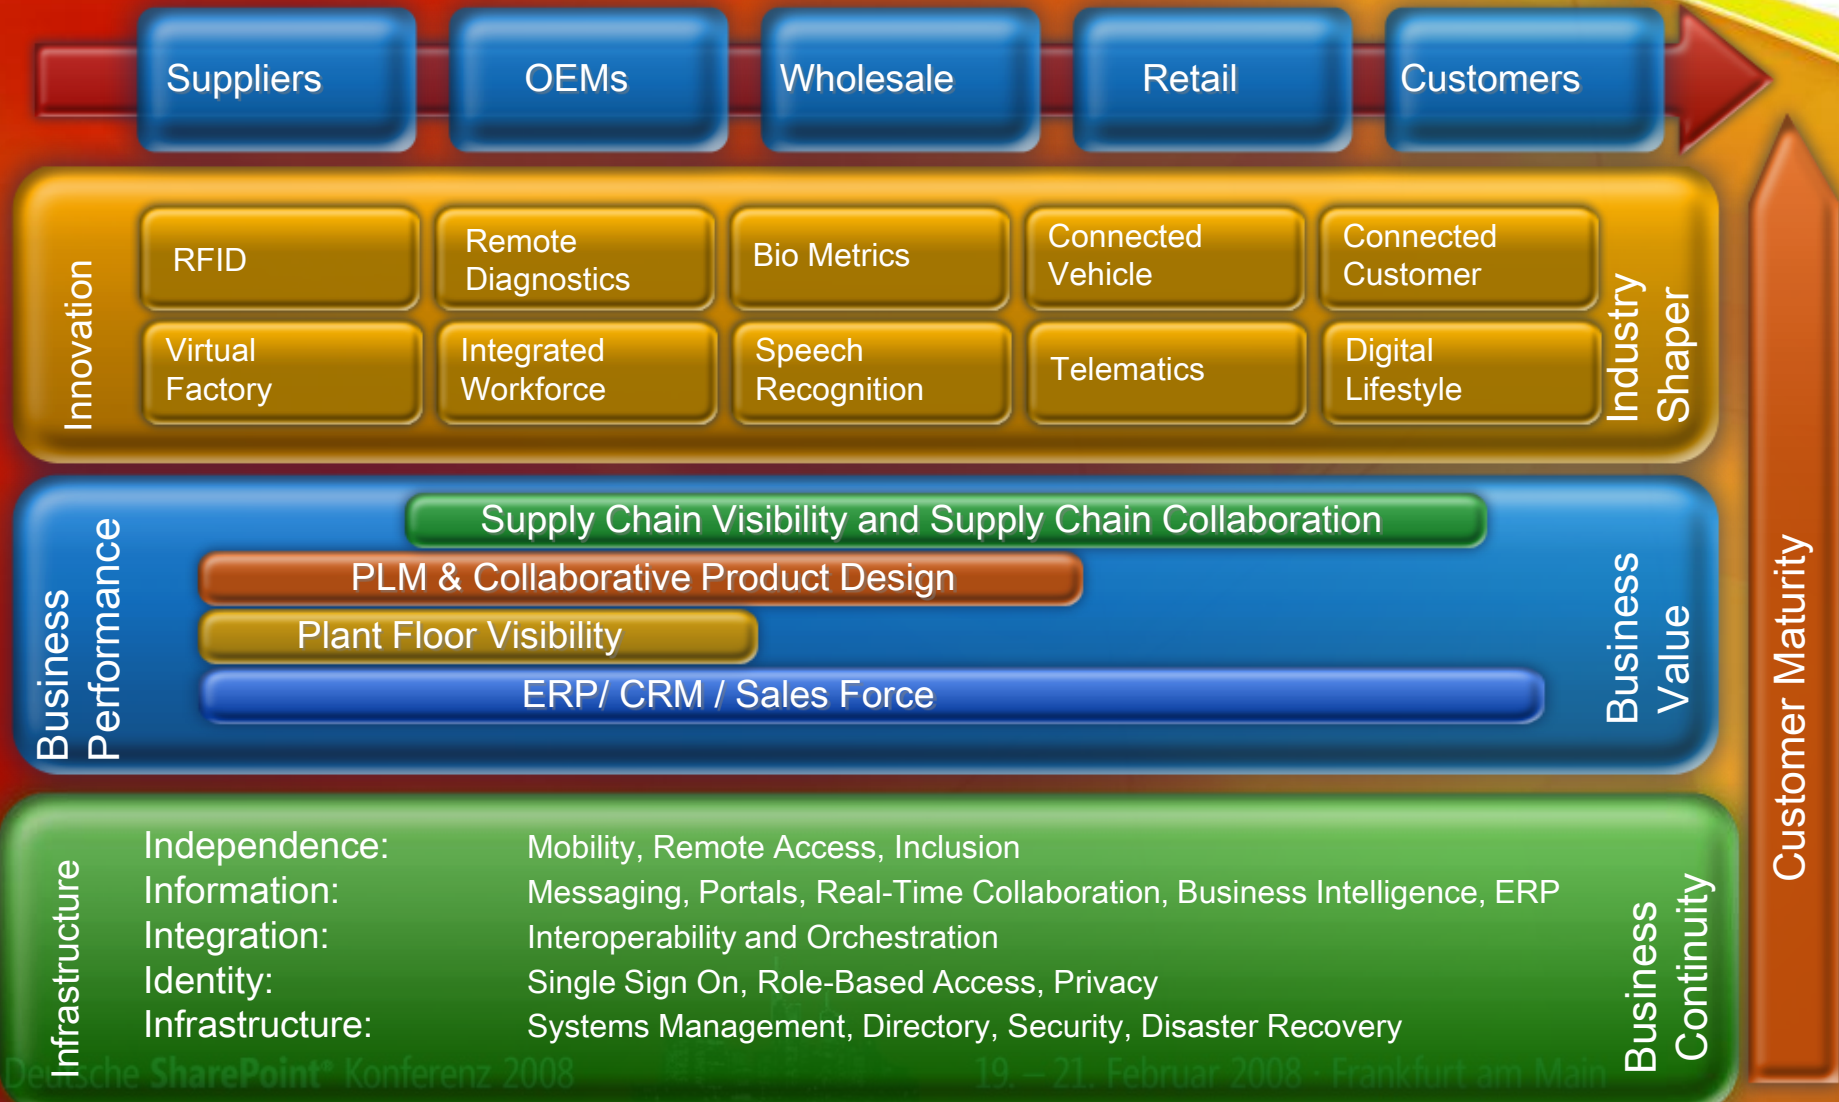 Suppliers
OEMs
Wholesale
Retail
Customers
Innovation
RFID
Remote
Diagnostics
Bio Metrics
Connected
Vehicle
Connected
Customer
Virtual
Factory
Integrated
Workforce
Speech
Recognition
Telematics
Digital
Lifestyle
Industry
Shaper
Business
Performance
Supply Chain Visibility and Supply Chain Collaboration
PLM & Collaborative Product Design
Plant Floor Visibility
ERP/ CRM / Sales Force
Business
Value
Customer Maturity
Infrastructure
Independence: Mobility, Remote Access, Inclusion
Information: Messaging, Portals, Real-Time Collaboration, Business Intelligence, ERP
Integration: Interoperability and Orchestration
Identity: Single Sign On, Role-Based Access, Privacy
Infrastructure: Systems Management, Directory, Security, Disaster Recovery
Business
Continuity
Deutsche SharePoint® Konferenz 2008 19. – 21. Februar 2008 · Frankfurt am Main